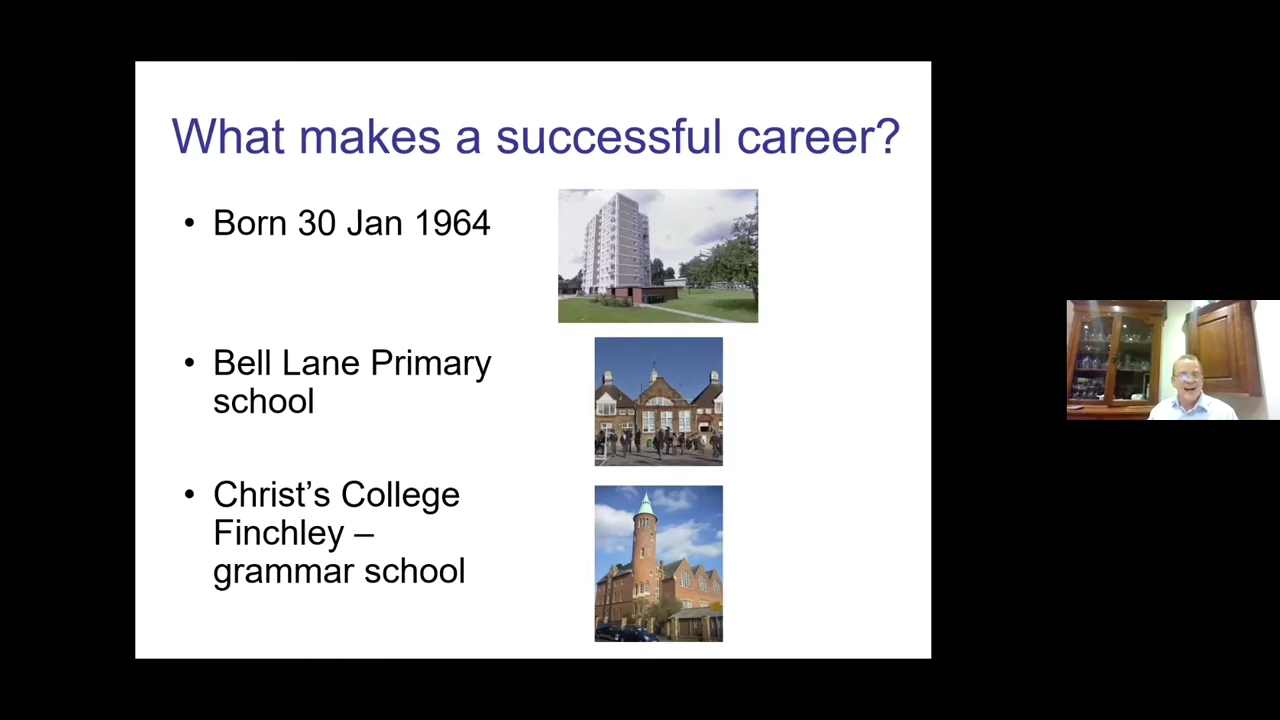 What makes a successful career?
• Born 30 Jan 1964
• Bell Lane Primary
school
• Christ’s College
Finchley –
grammar school